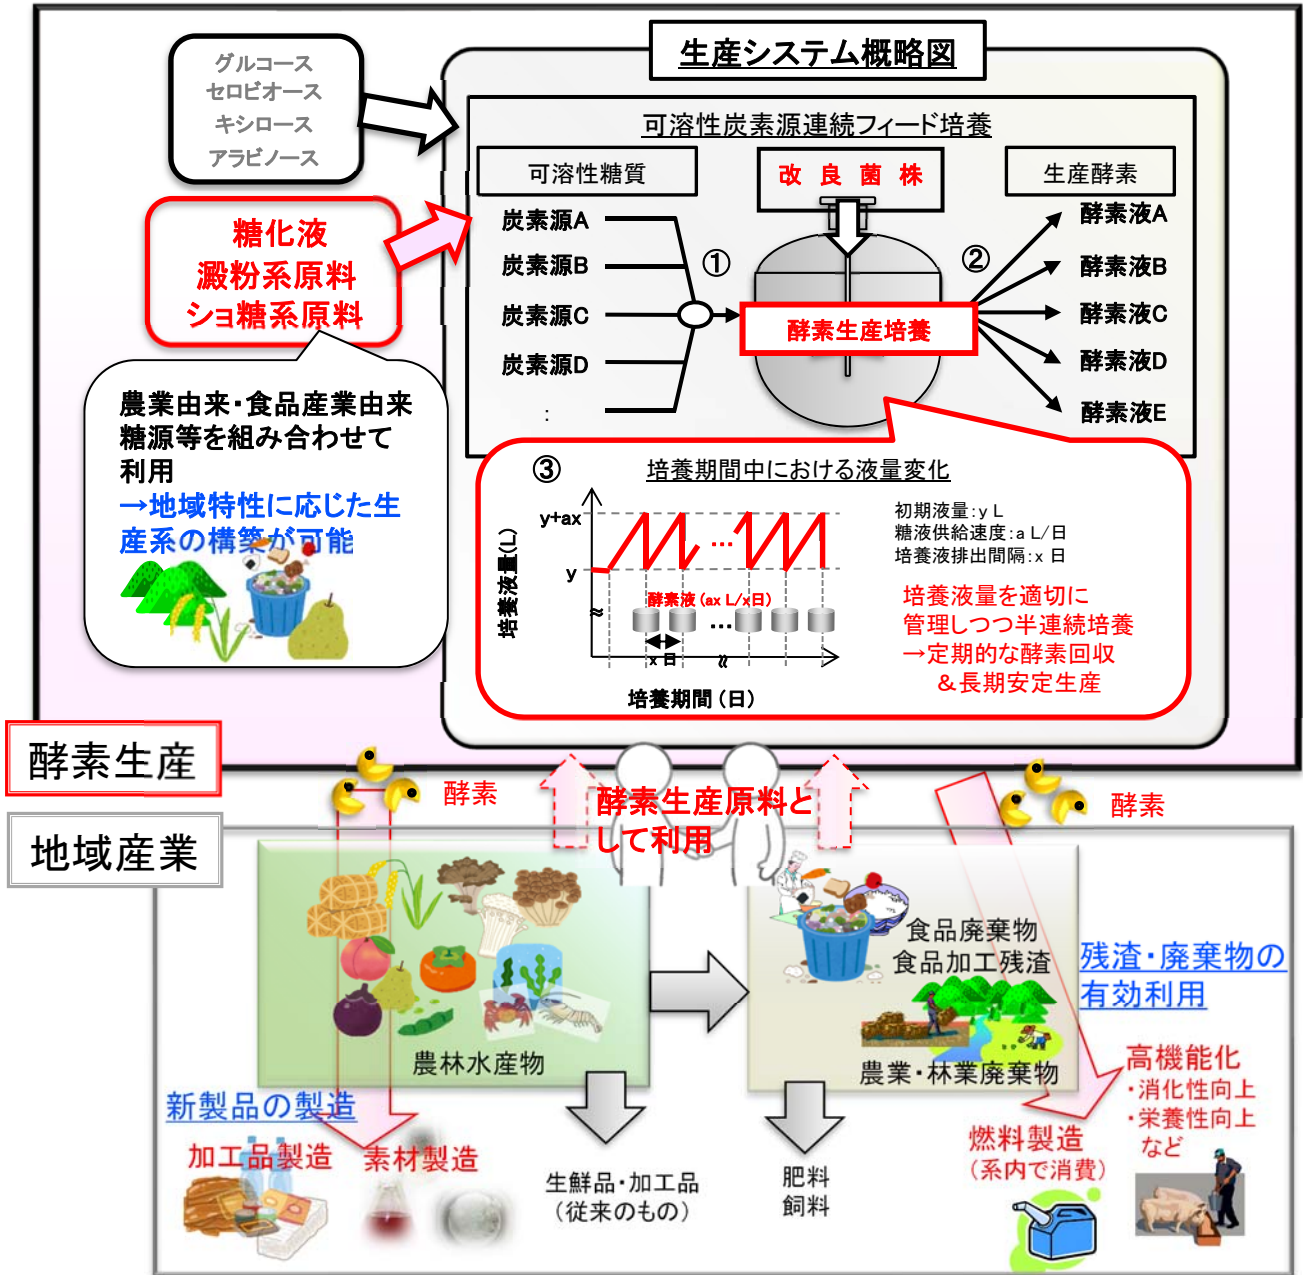 生産システム概略図
グルコース
セロビオース
キシロース
アラビノース
糖化液
澱粉系原料
ショ糖系原料
農業由来・食品産業由来
糖源等を組み合わせて
利用
→地域特性に応じた生
産系の構築が可能
可溶性炭素源連続フィード培養
可溶性糖質
改良菌株
生産酵素
炭素源A
炭素源B
炭素源C
炭素源D
:
①
②
酵素生産培養
酵素液A
酵素液B
酵素液C
酵素液D
酵素液E
③
培養期間中における液量変化
培養液量(L)
y+ax
y
…
酵素液 (ax L/x日)
…
x 日
≈
≈
培養期間 (日)
初期液量:y L
糖液供給速度:a L/日
培養液排出間隔:x 日
培養液量を適切に
管理しつつ半連続培養
→定期的な酵素回収
&長期安定生産
酵素生産
酵素
酵素生産原料と
して利用
酵素
地域産業
農林水産物
食品廃棄物
食品加工残渣
農業・林業廃棄物
残渣・廃棄物の
有効利用
新製品の製造
加工品製造
素材製造
生鮮品・加工品
(従来のもの)
肥料
飼料
燃料製造
(系内で消費)
高機能化
・消化性向上
・栄養性向上
など